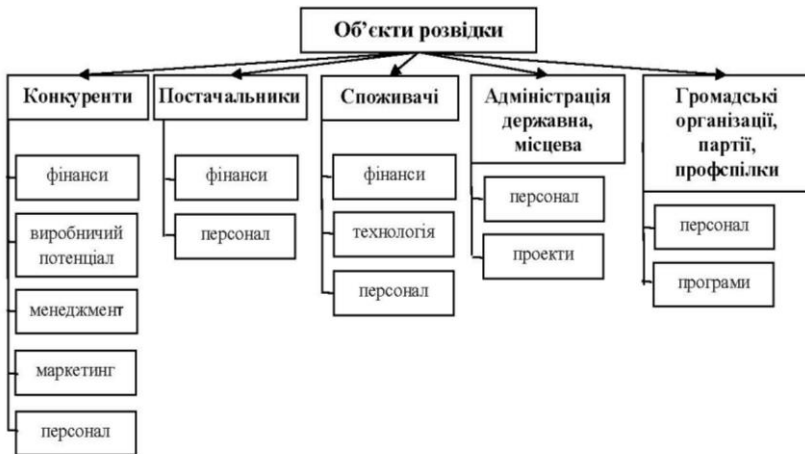 Об’єкти розвідки
Конкуренти
фінанси
виробничий
потенціал
менеджмент
маркетинг
персонал
Постачальники
фінанси
персонал
Споживачі
фінанси
технологія
персонал
Адміністрація
державна,
місцева
персонал
проекти
Громадські
організації,
партії,
профспілки
персонал
програми